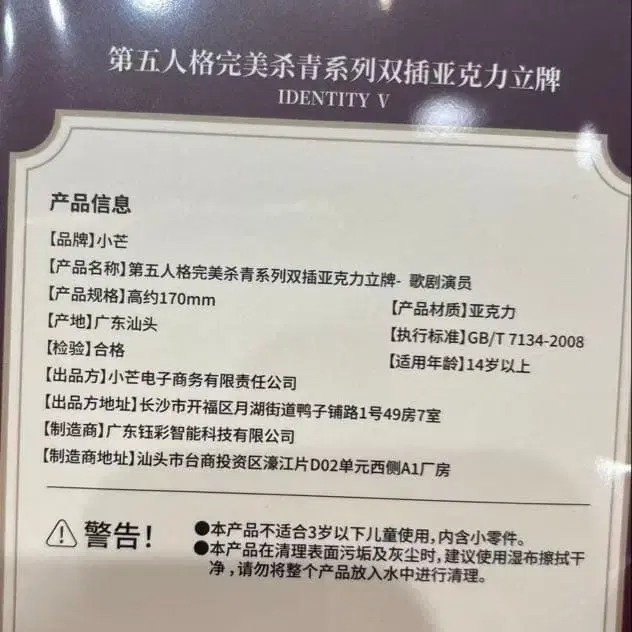 第五人格完美杀青系列双插亚克力立牌
IDENTITY V
产品信息
【品牌】小芒
【产品名称】第五人格完美杀青系列双插亚克力立牌- 歌剧演员
【产品规格】高约170mm
【产品材质】亚克力
【产地】广东汕头
【执行标准】GB/T 7134-2008
【检验】合格
【适用年龄】14岁以上
【出品方】小芒电子商务有限责任公司
【出品方地址】长沙市开福区月湖街道鸭子铺路1号49房7室
【制造商】广东钰彩智能科技有限公司
【制造商地址】汕头市台商投资区濠江片D02单元西侧A1厂房
警告！
●本产品不适合3岁以下儿童使用，内含小零件。
●本产品在清理表面污垢及灰尘时，建议使用湿布擦拭干
净，请勿将整个产品放入水中进行清理。